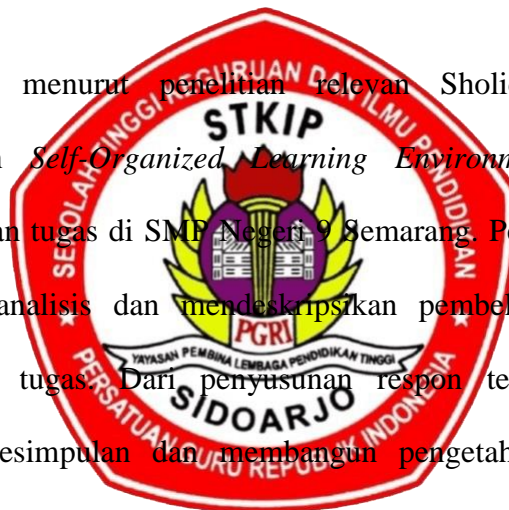 menurut penelitian relevan
Self-Organized Learning
tugas di SMP Negeri 9 Semarang.
dan mendeskripsikan
tugas. Dari penyusunan respon
dan membangun
SEKOLAH TINGGI KEGURUAN DAN ILMU PENDIDIKAN
STKIP
PGRI
YAYASAN PEMBINA LEMBAGA PENDIDIKAN TINGGI
SIDOARJO
PERSATUAN GURU REPUBLIK INDONESIA